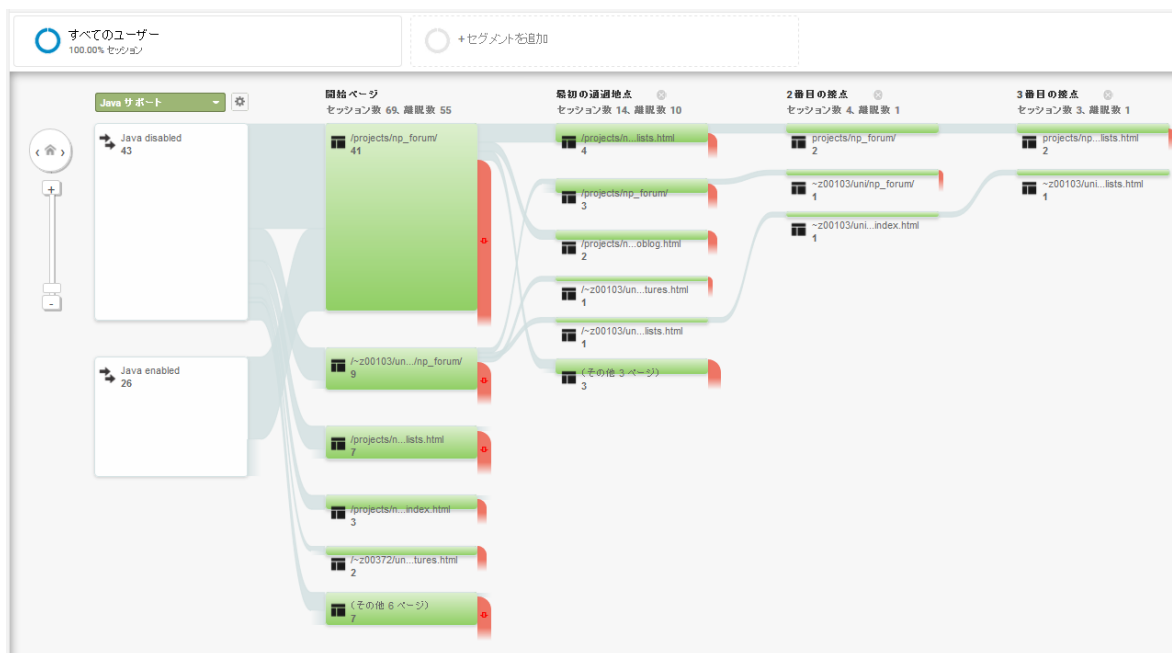 すべてのユーザー
100.00% セッション
+セグメントを追加
Java サポート
開始ページ
セッション数 69、離脱数 55
最初の通過地点
セッション数 14、離脱数 10
2番目の接点
セッション数 4、離脱数 1
3番目の接点
セッション数 3、離脱数 1
Java disabled
43
Java enabled
26
/projects/np_forum/
41
/~z00103/un.../np_forum/
9
/projects/n...lists.html
7
/projects/n...index.html
3
/~z00372/un...tures.html
2
(その他 6 ページ)
7
/projects/n...lists.html
4
/projects/np_forum/
3
/projects/n...oblog.html
2
/~z00103/un...tures.html
1
/~z00103/un...lists.html
1
(その他 3 ページ)
3
projects/np_forum/
2
~z00103/uni/np_forum/
1
~z00103/uni...index.html
1
projects/np...lists.html
2
~z00103/uni...lists.html
1
+
-